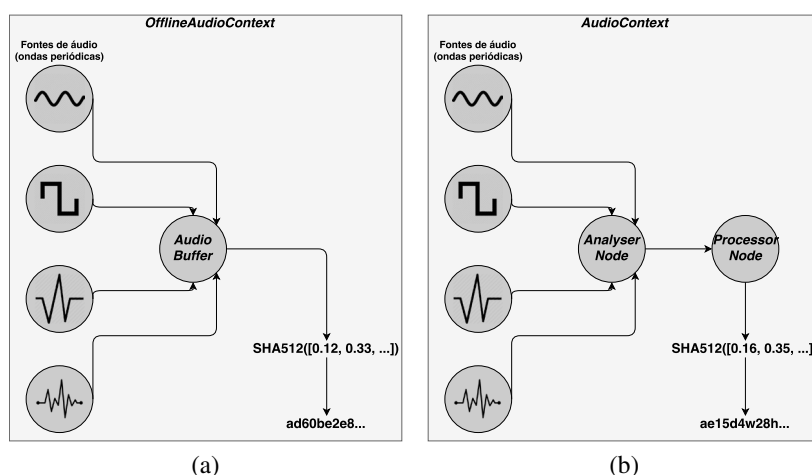 OfflineAudioContext
Fontes de áudio
(ondas periódicas)
Audio
Buffer
SHA512([0.12, 0.33, ...])
ad60be2e8...
(a)
AudioContext
Fontes de áudio
(ondas periódicas)
Analyser
Node
Processor
Node
SHA512([0.16, 0.35, ...]
ae15d4w28h...
(b)